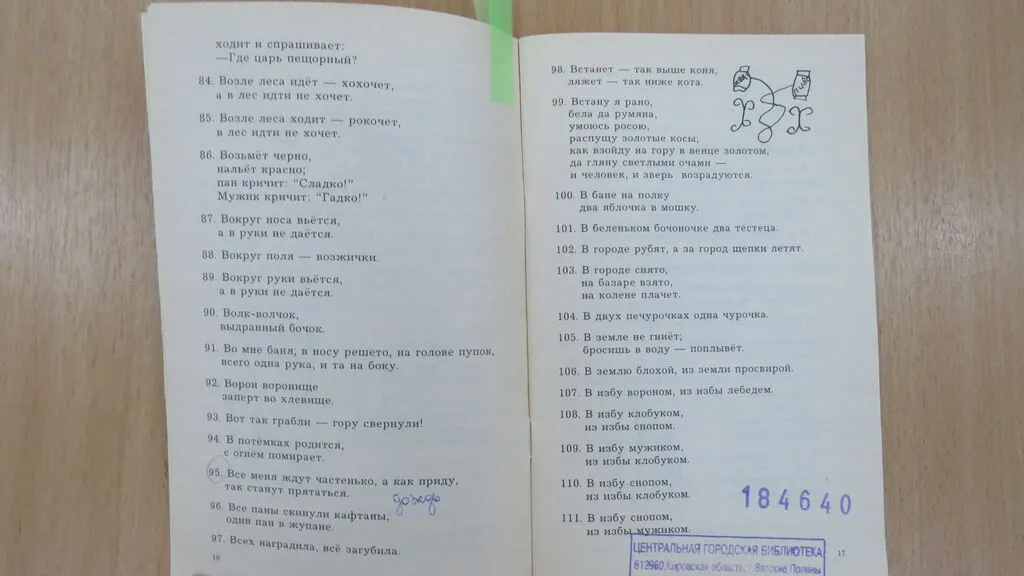 ходит и спрашивает:
—Где царь пещорный?
84. Возле леса идёт — хохочет,
а в лес идти не хочет.
85. Возле леса ходит — рокочет,
в лес идти не хочет.
86. Возьмёт черно,
нальёт красно;
пан кричит: "Сладко!"
Мужик кричит: "Гадко!"
87. Вокруг носа вьётся,
а в руки не даётся.
88. Вокруг поля — возжички.
89. Вокруг руки вьётся,
а в руки не даётся.
90. Волк-волчок,
выдранный бочок.
91. Во мне баня, в носу решето, на голове пупок,
всего одна рука, и та на боку.
92. Ворон воронище
заперт во хлевище.
93. Вот так грабли — гору свернули!
94. В потёмках родится,
с огнём помирает.
95. Все меня ждут частенько, а как приду,
так станут прятаться.
дождь
96. Все паны скинули кафтаны,
один пан в жупане.
97. Всех наградила, всё загубила.
16
98. Встанет — так выше коня,
ляжет — так ниже кота.
99. Встану я рано,
бела да румяна,
умоюсь росою,
распущу золотые косы;
как взойду на гору в венце золотом,
да гляну светлыми очами —
и человек, и зверь возрадуются.
100. В бане на полку
два яблочка в мошку.
101. В беленьком бочоночке два тестеца.
102. В городе рубят, а за город щепки летят.
103. В городе снято,
на базаре взято,
на колене плачет.
104. В двух печурочках одна чурочка.
105. В земле не гниёт;
бросишь в воду — поплывёт.
106. В землю блохой, из земли просвирой.
107. В избу вороном, из избы лебедем.
108. В избу клобуком,
из избы снопом.
109. В избу мужиком,
из избы клобуком.
110. В избу снопом,
из избы клобуком.
111. В избу снопом,
из избы мужиком.
184640
17
ЦЕНТРАЛЬНАЯ ГОРОДСКАЯ БИБЛИОТЕКА
612960, Кировская область, г. Вятские Поляны